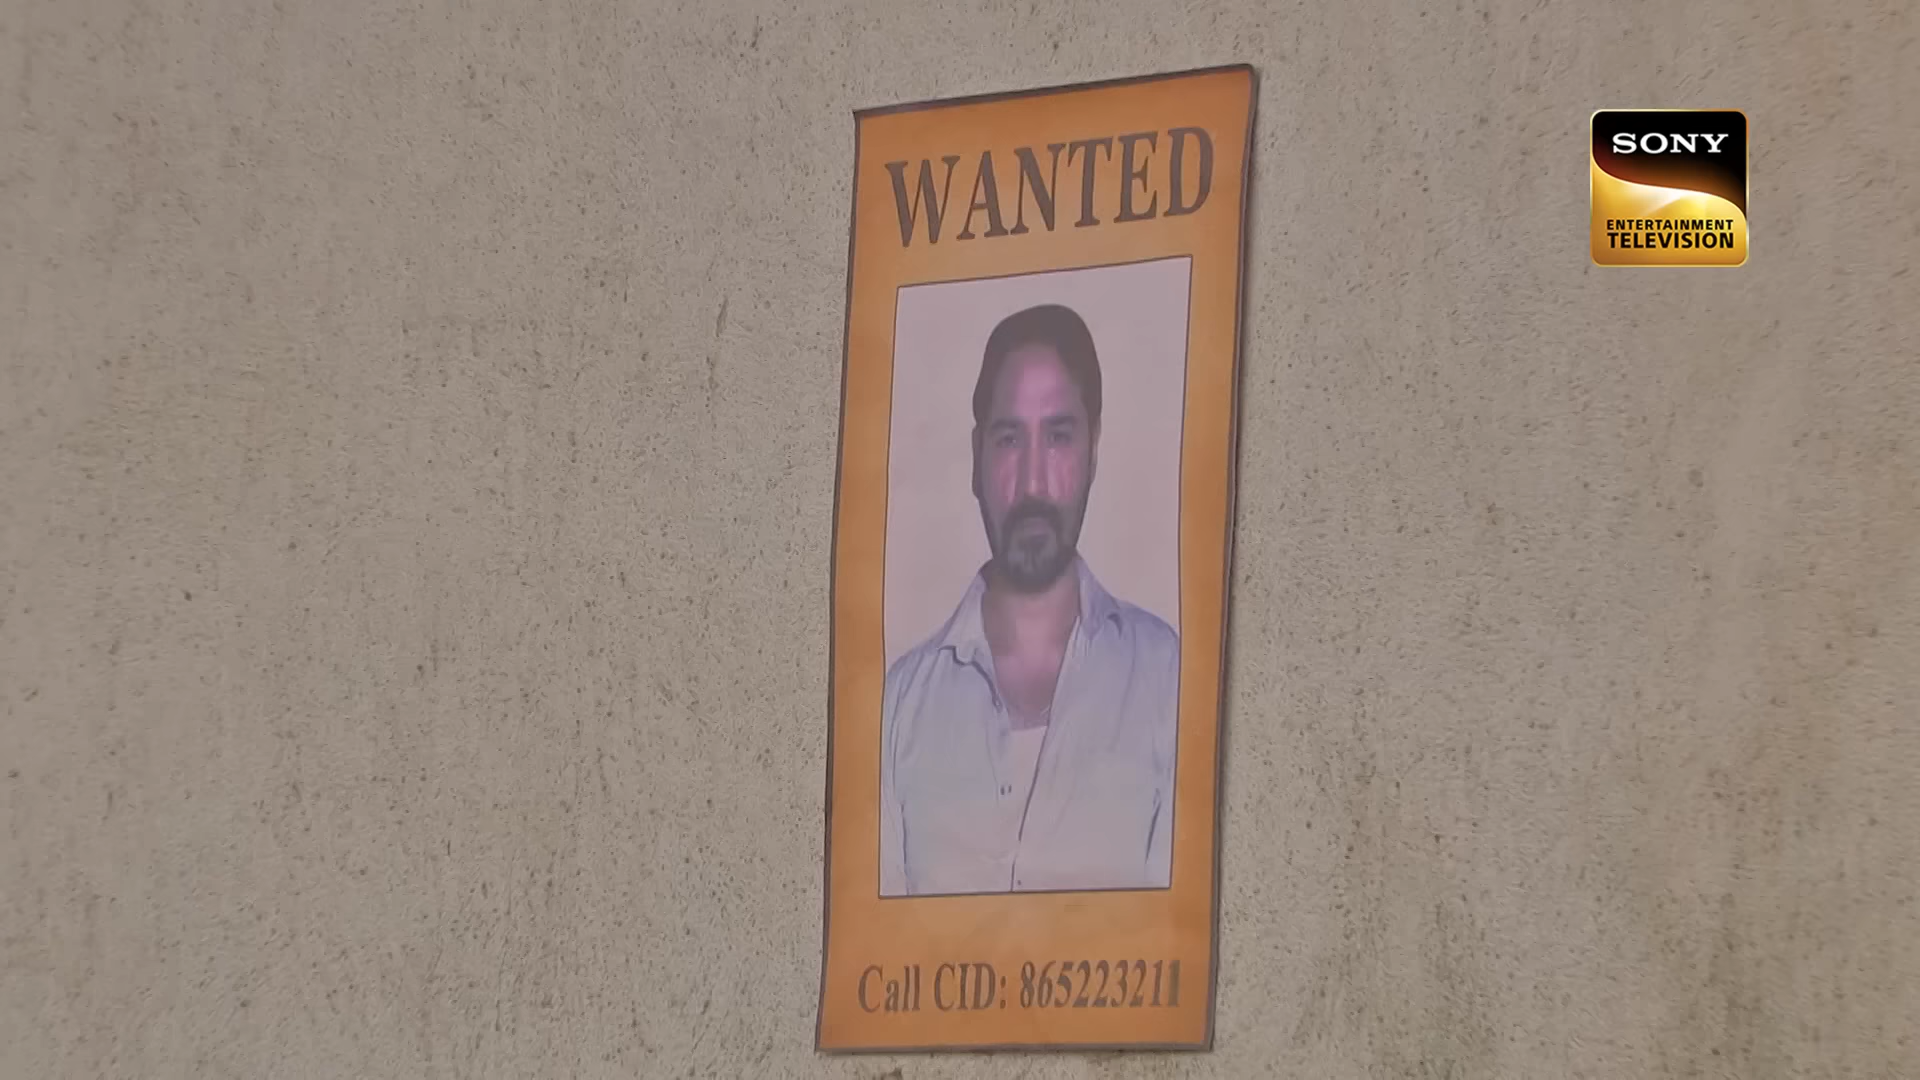 WANTED
SONY
ENTERTAINMENT
TELEVISION
Call CID: 865223211